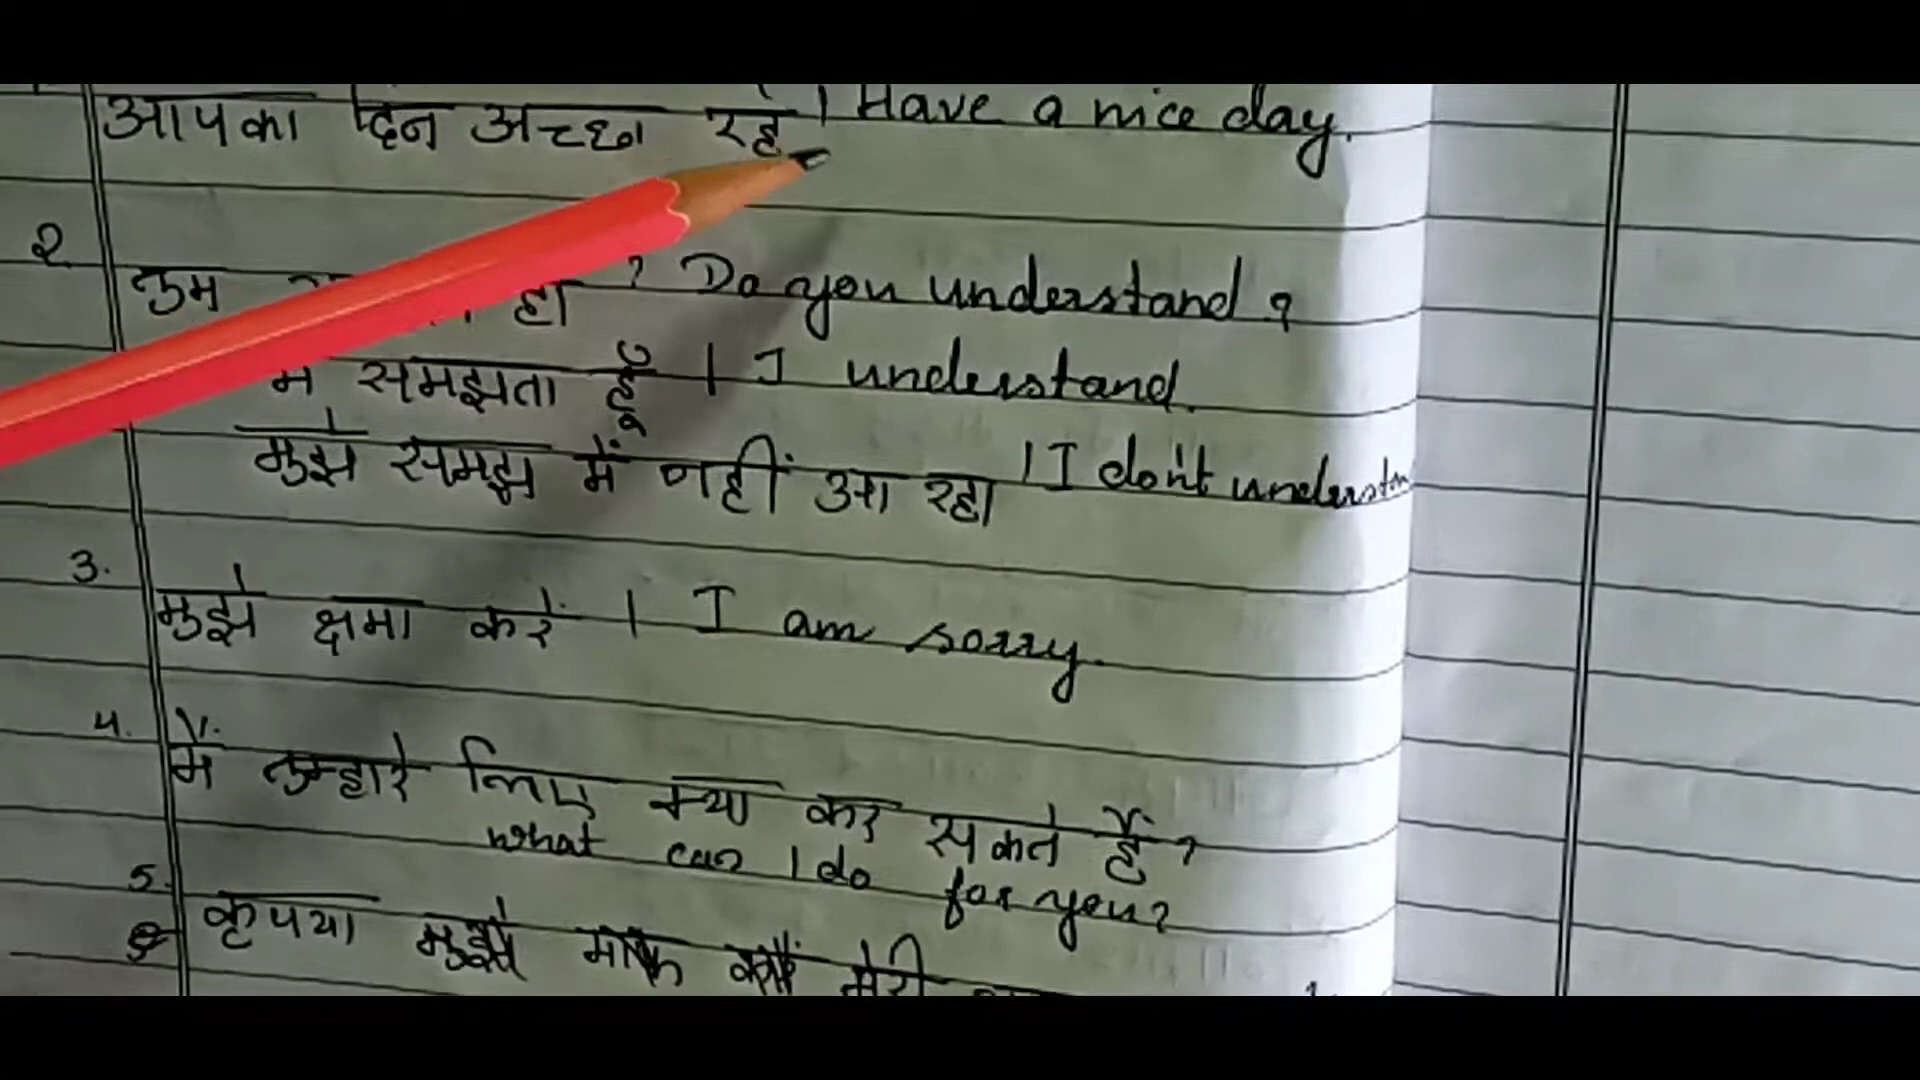 आपका दिन अच्छा रहे । Have a nice day.
2 तुम हो ? Do you understand ?
मैं समझता हूँ । I understand.
मुझे समझ में नहीं आ रहा । I don't understan
3. मुझे क्षमा करें । I am sorry.
4. मैं तुम्हारे लिए क्या कर सकते हैं ?
what can I do for you?
5. कृपया मुझे माफ करें मेरी